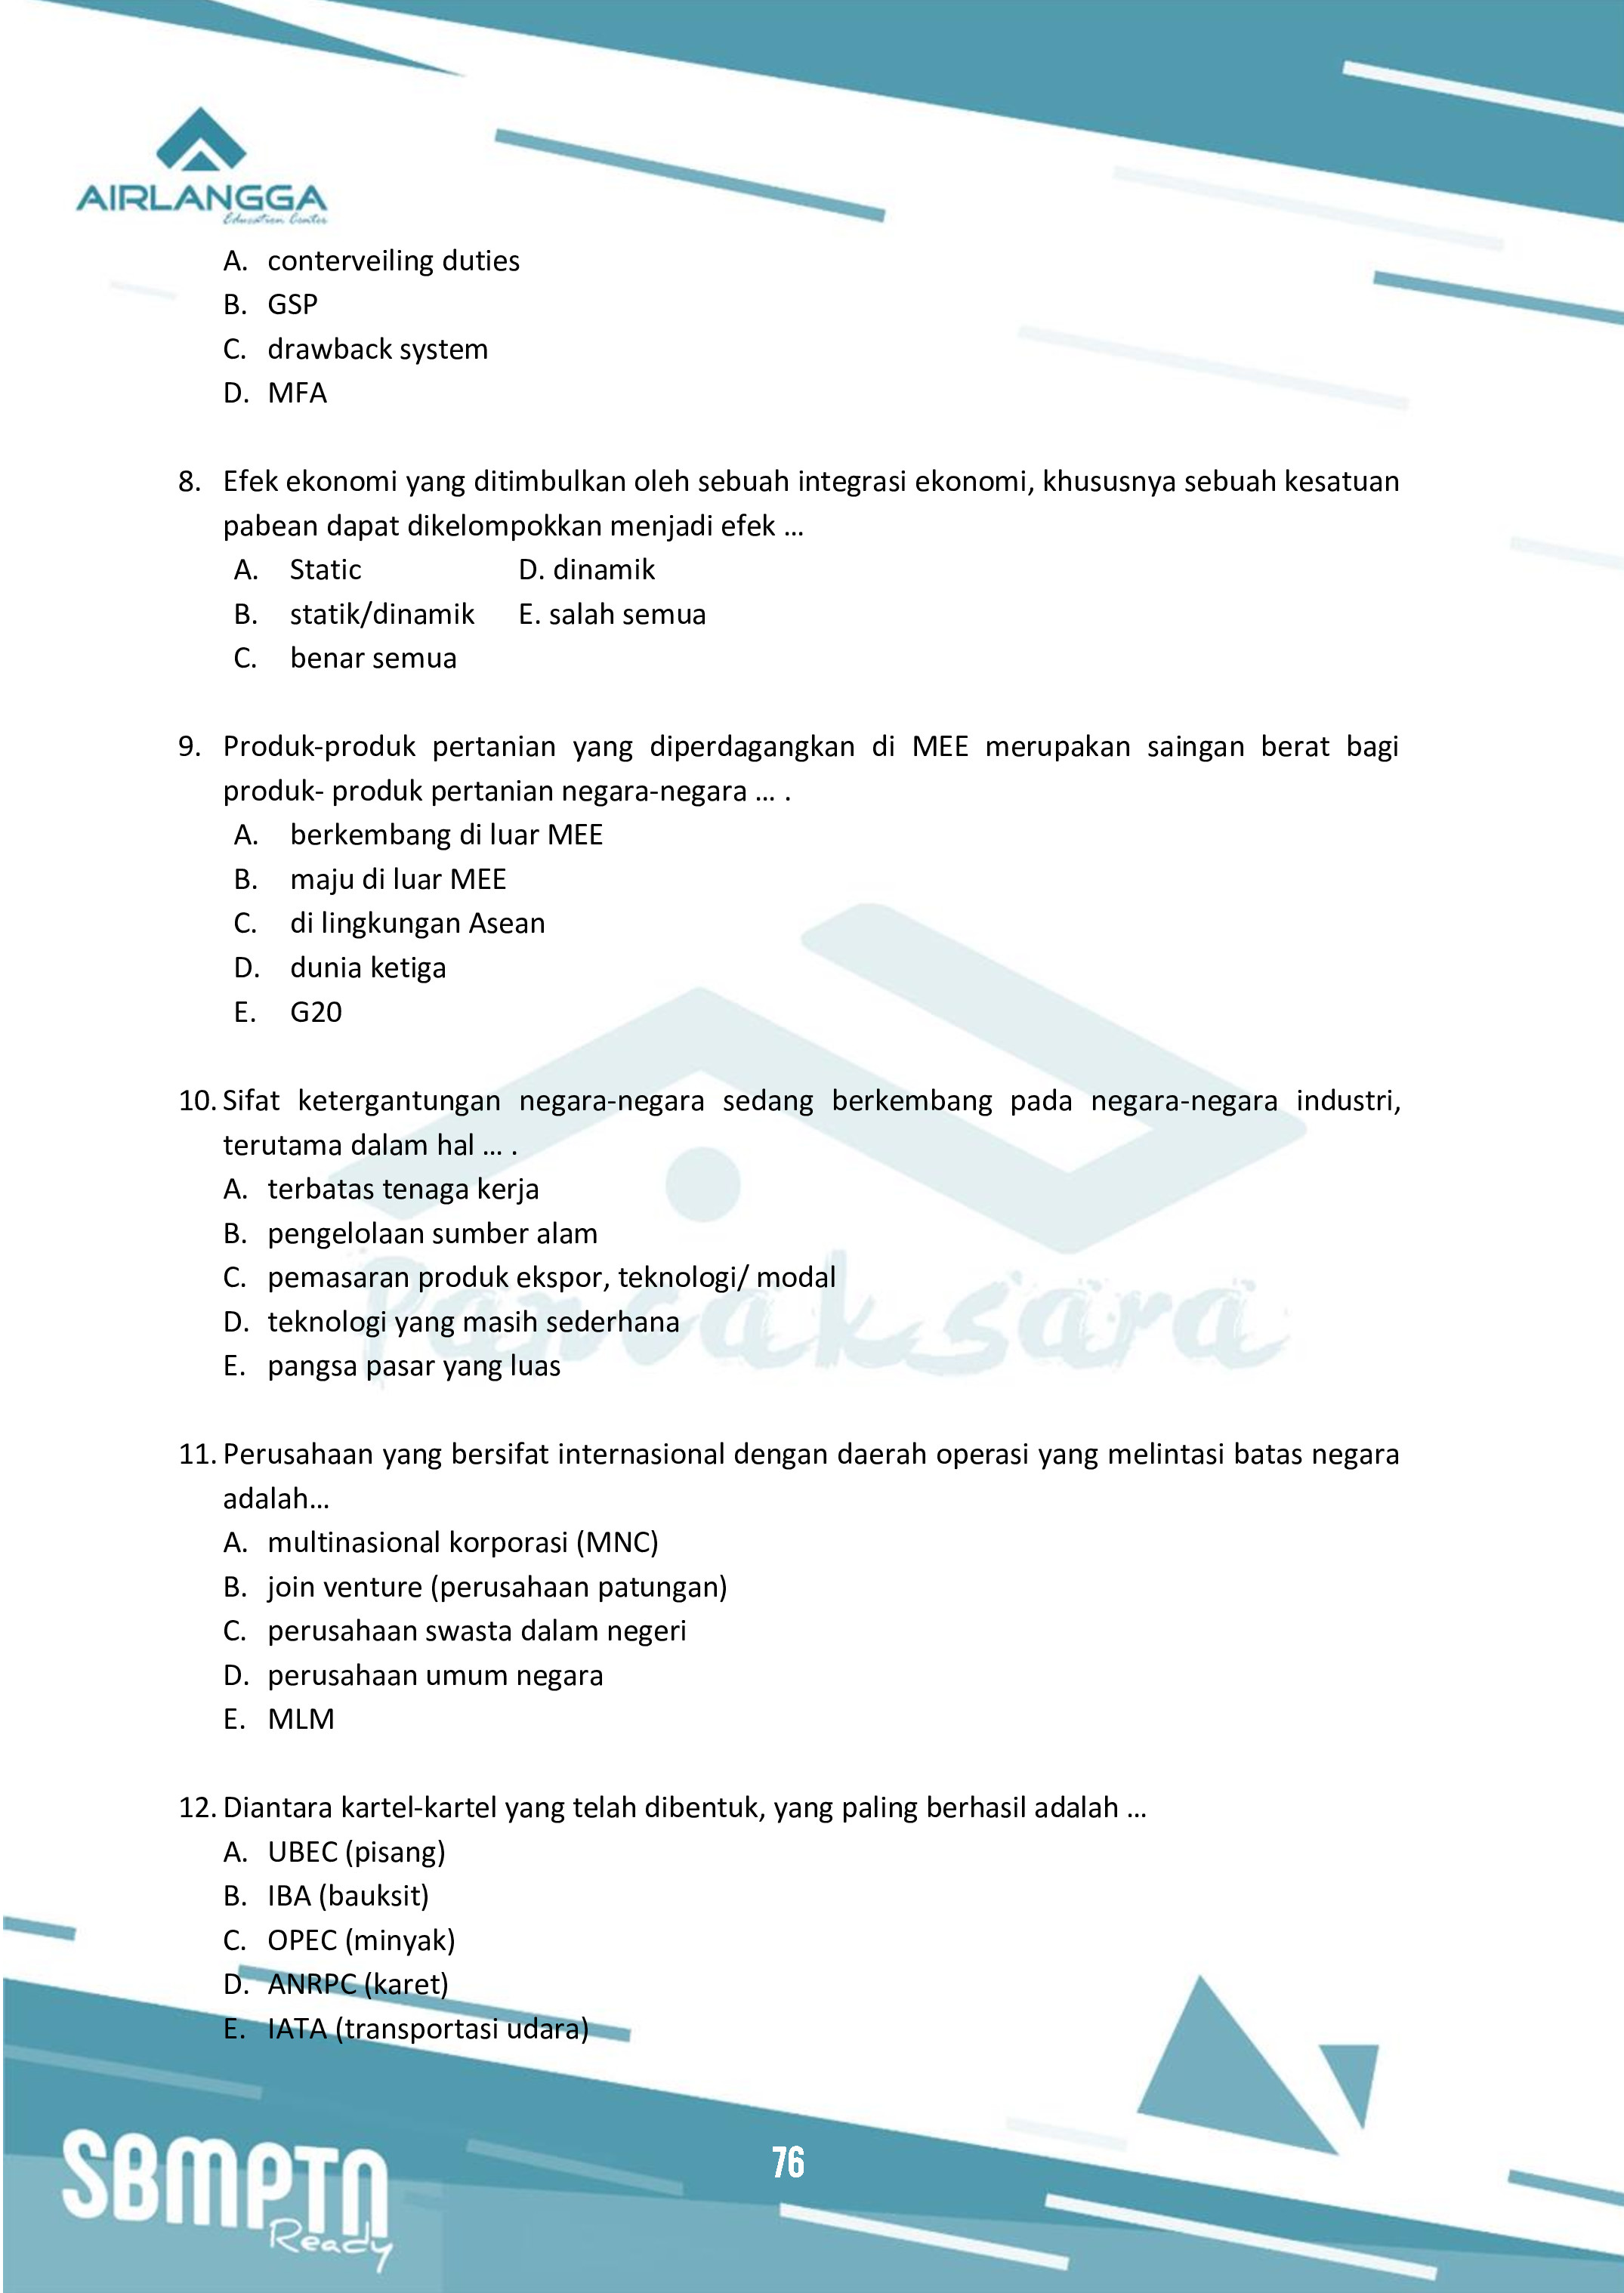 AIRLANGGA
Education Center
A. conterveiling duties
B. GSP
C. drawback system
D. MFA
8. Efek ekonomi yang ditimbulkan oleh sebuah integrasi ekonomi, khususnya sebuah kesatuan
pabean dapat dikelompokkan menjadi efek ...
A. Static D. dinamik
B. statik/dinamik E. salah semua
C. benar semua
9. Produk-produk pertanian yang diperdagangkan di MEE merupakan saingan berat bagi
produk- produk pertanian negara-negara ... .
A. berkembang di luar MEE
B. maju di luar MEE
C. di lingkungan Asean
D. dunia ketiga
E. G20
10. Sifat ketergantungan negara-negara sedang berkembang pada negara-negara industri,
terutama dalam hal ... .
A. terbatas tenaga kerja
B. pengelolaan sumber alam
C. pemasaran produk ekspor, teknologi/ modal
D. teknologi yang masih sederhana
E. pangsa pasar yang luas
Pancaksara
11. Perusahaan yang bersifat internasional dengan daerah operasi yang melintasi batas negara
adalah...
A. multinasional korporasi (MNC)
B. join venture (perusahaan patungan)
C. perusahaan swasta dalam negeri
D. perusahaan umum negara
E. MLM
12. Diantara kartel-kartel yang telah dibentuk, yang paling berhasil adalah ...
A. UBEC (pisang)
B. IBA (bauksit)
C. OPEC (minyak)
D. ANRPC (karet)
E. IATA (transportasi udara)
SBMPTN
Ready
76